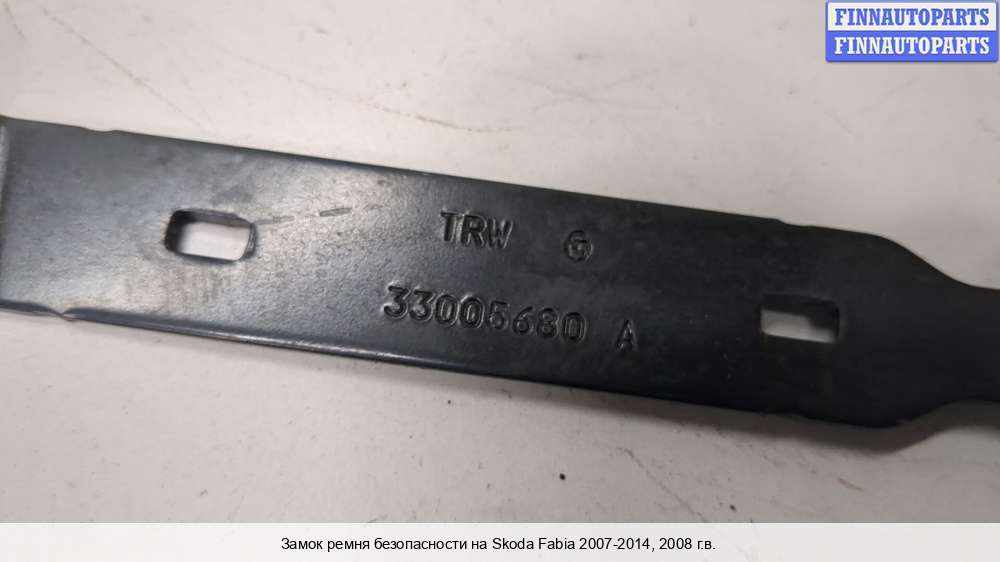 FINNAUTOPARTS
FINNAUTOPARTS
TRW G
33005680 A
Замок ремня безопасности на Skoda Fabia 2007-2014, 2008 г.в.